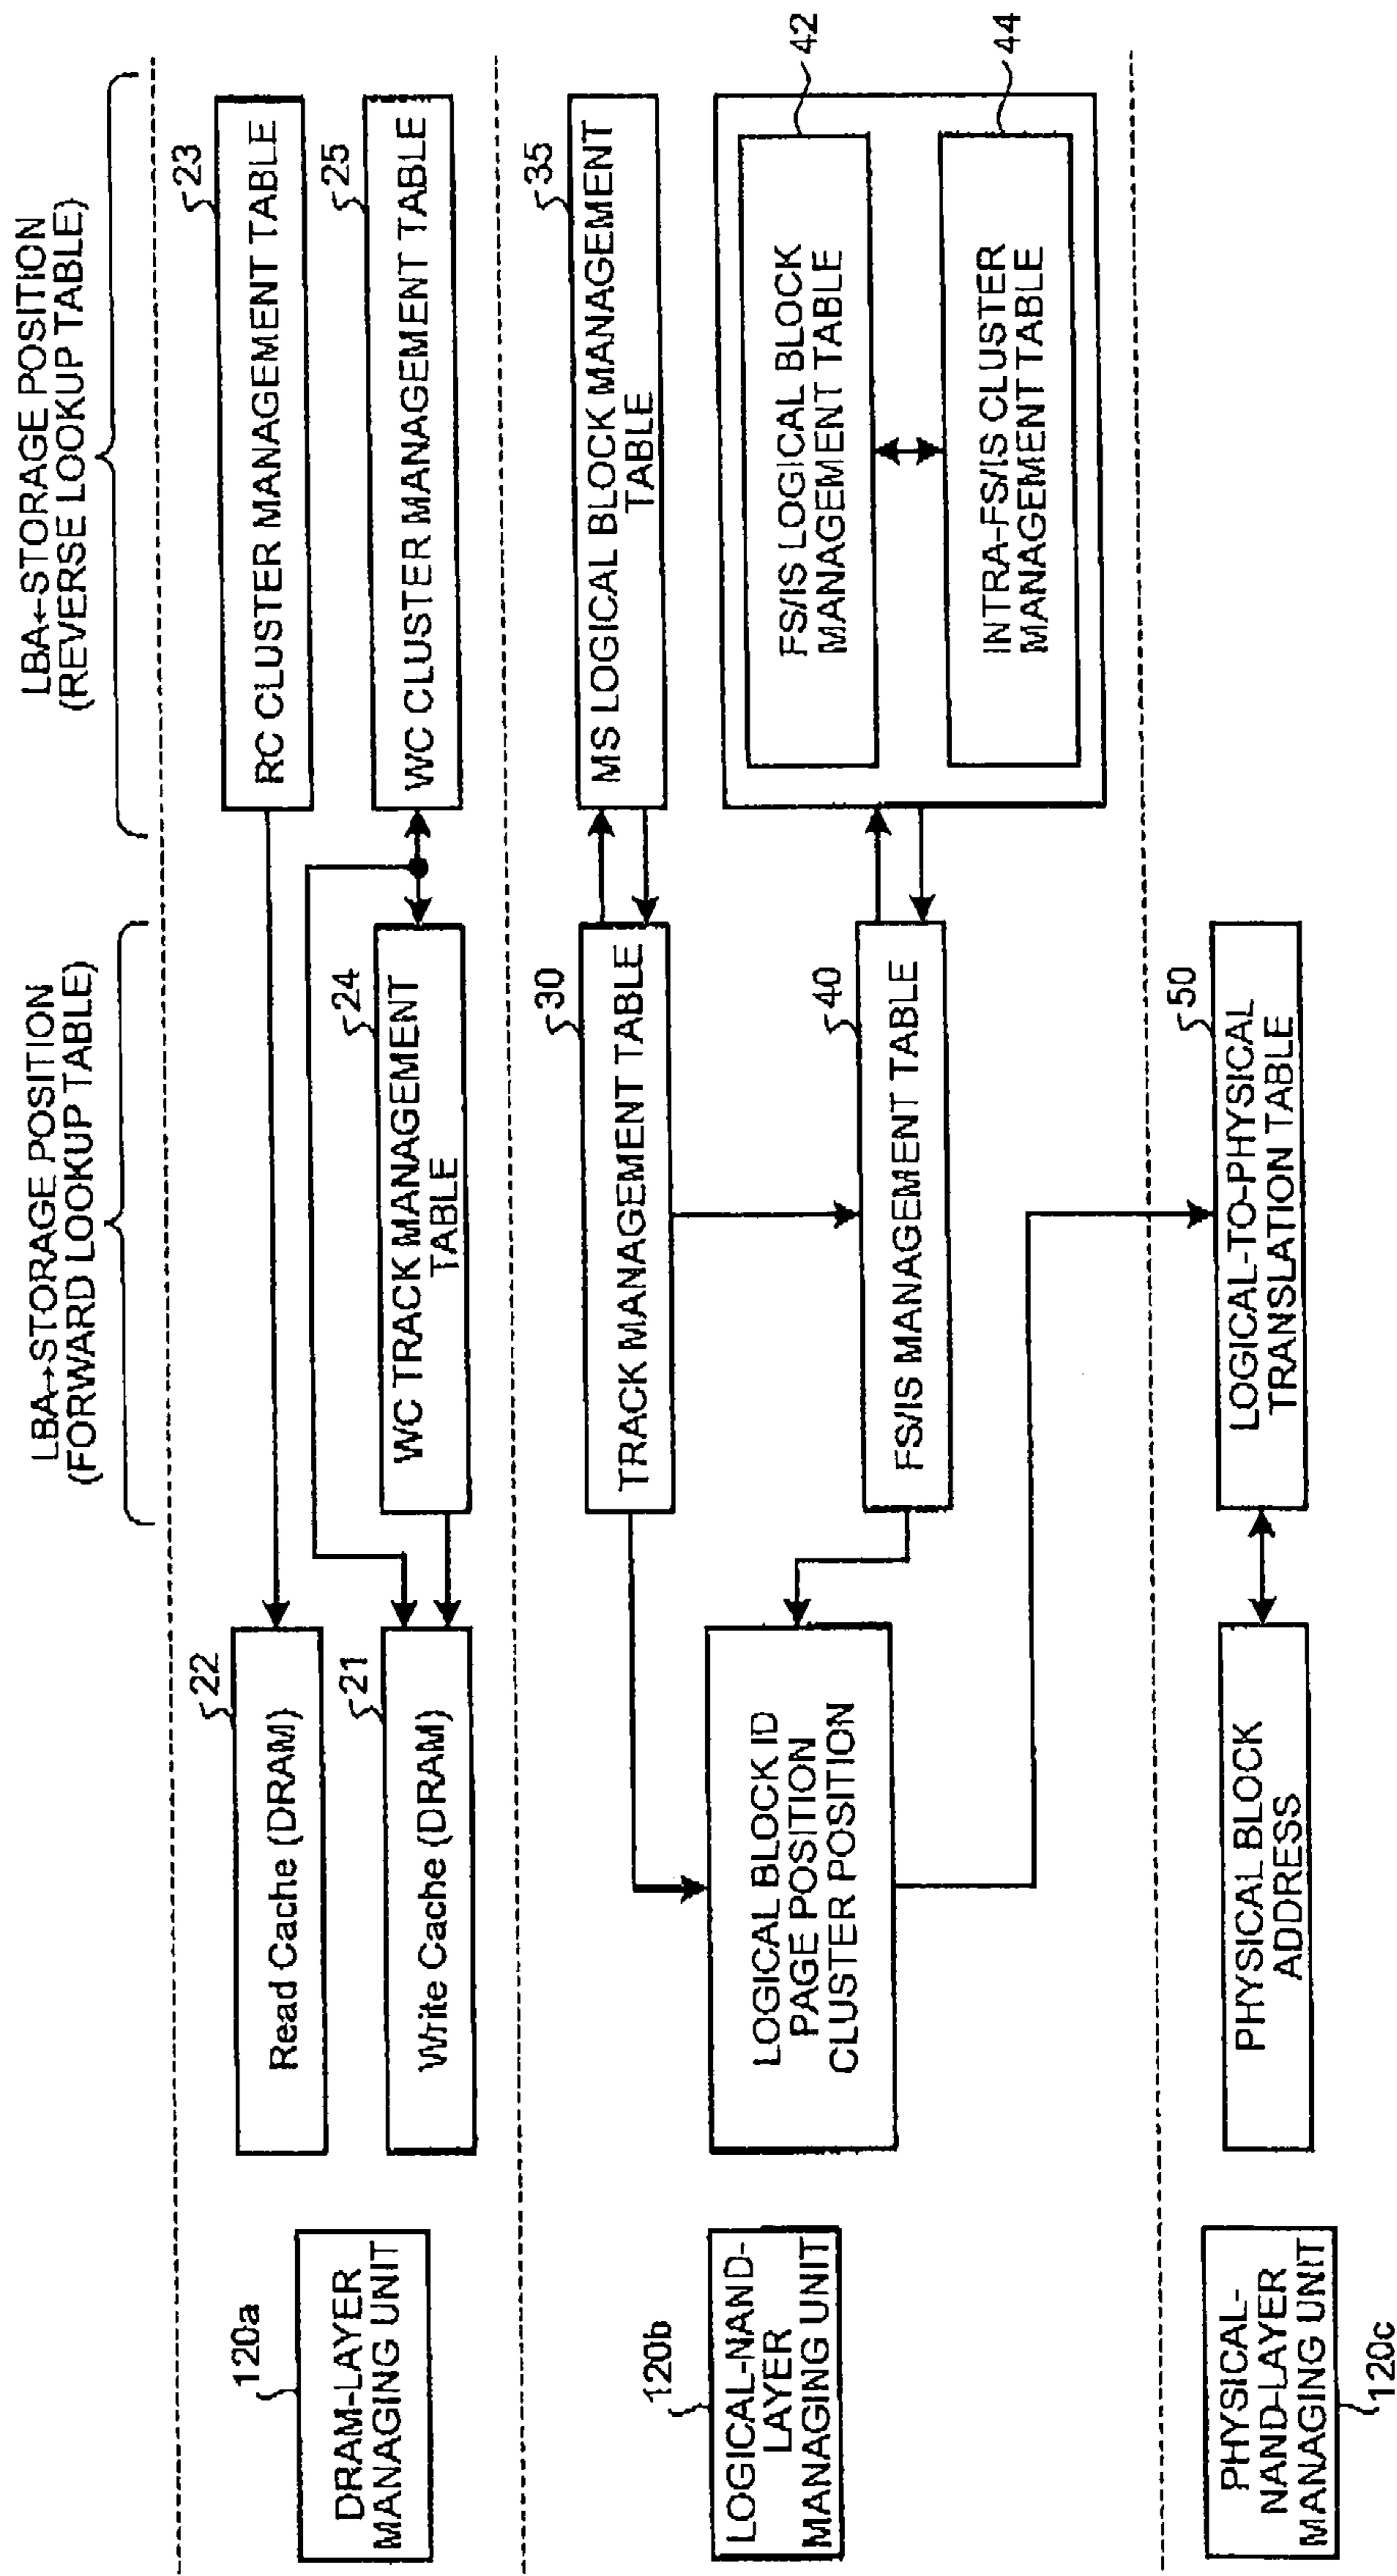 LBA→STORAGE POSITION
(FORWARD LOOKUP TABLE)
LBA←STORAGE POSITION
(REVERSE LOOKUP TABLE)
120a
DRAM-LAYER
MANAGING UNIT
22
Read Cache (DRAM)
23
RC CLUSTER MANAGEMENT TABLE
21
Write Cache (DRAM)
24
WC TRACK MANAGEMENT
TABLE
25
WC CLUSTER MANAGEMENT TABLE
120b
LOGICAL-NAND-
LAYER
MANAGING UNIT
30
TRACK MANAGEMENT TABLE
35
MS LOGICAL BLOCK MANAGEMENT
TABLE
LOGICAL BLOCK ID
PAGE POSITION
CLUSTER POSITION
40
FS/IS MANAGEMENT TABLE
42
FS/IS LOGICAL BLOCK
MANAGEMENT TABLE
44
INTRA-FS/IS CLUSTER
MANAGEMENT TABLE
PHYSICAL-
NAND-LAYER
MANAGING UNIT
120c
PHYSICAL BLOCK
ADDRESS
50
LOGICAL-TO-PHYSICAL
TRANSLATION TABLE